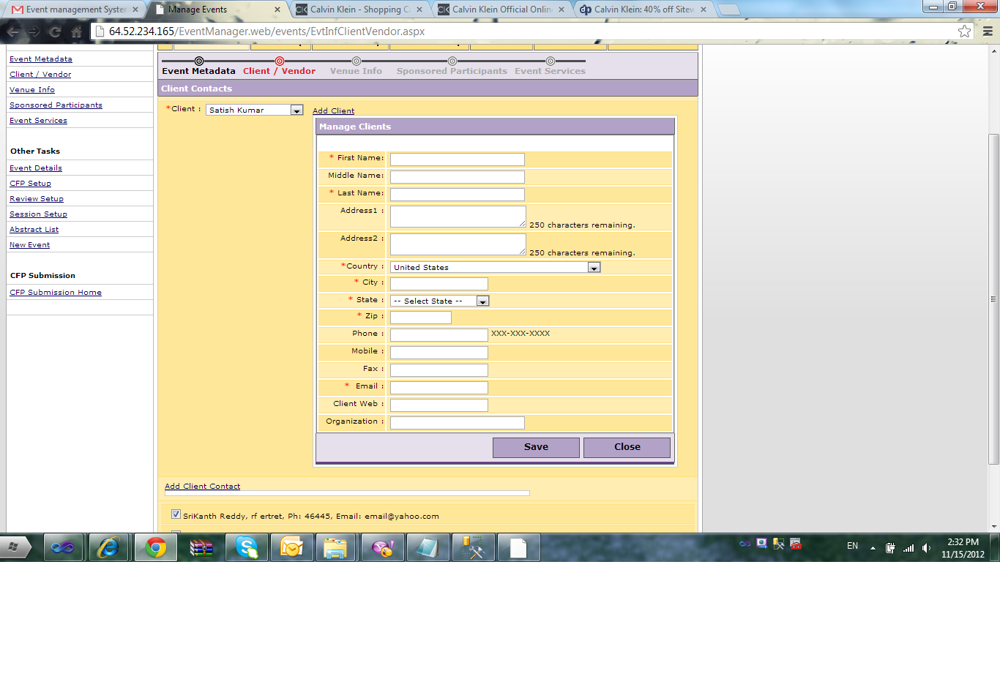 Event management Syster
Manage Events
Calvin Klein - Shopping C
Calvin Klein Official Onlin
Calvin Klein: 40% off Sitew
64.52.234.165/EventManager.web/events/EvtInfClientVendor.aspx
Event Metadata
Client / Vendor
Venue Info
Sponsored Participants
Event Services
Other Tasks
Event Details
CFP Setup
Review Setup
Session Setup
Abstract List
New Event
CFP Submission
CFP Submission Home
Event Metadata Client / Vendor Venue Info Sponsored Participants Event Services
Client Contacts
*Client : Satish Kumar Add Client
Manage Clients
* First Name:
Middle Name:
* Last Name:
Address1 : 250 characters remaining.
Address2 : 250 characters remaining.
*Country : United States
* City :
* State : -- Select State --
* Zip :
Phone : XXX-XXX-XXXX
Mobile :
Fax :
* Email :
Client Web :
Organization :
Save Close
Add Client Contact
SriKanth Reddy, rf ertret, Ph: 46445, Email: email@yahoo.com
EN
2:32 PM
11/15/2012